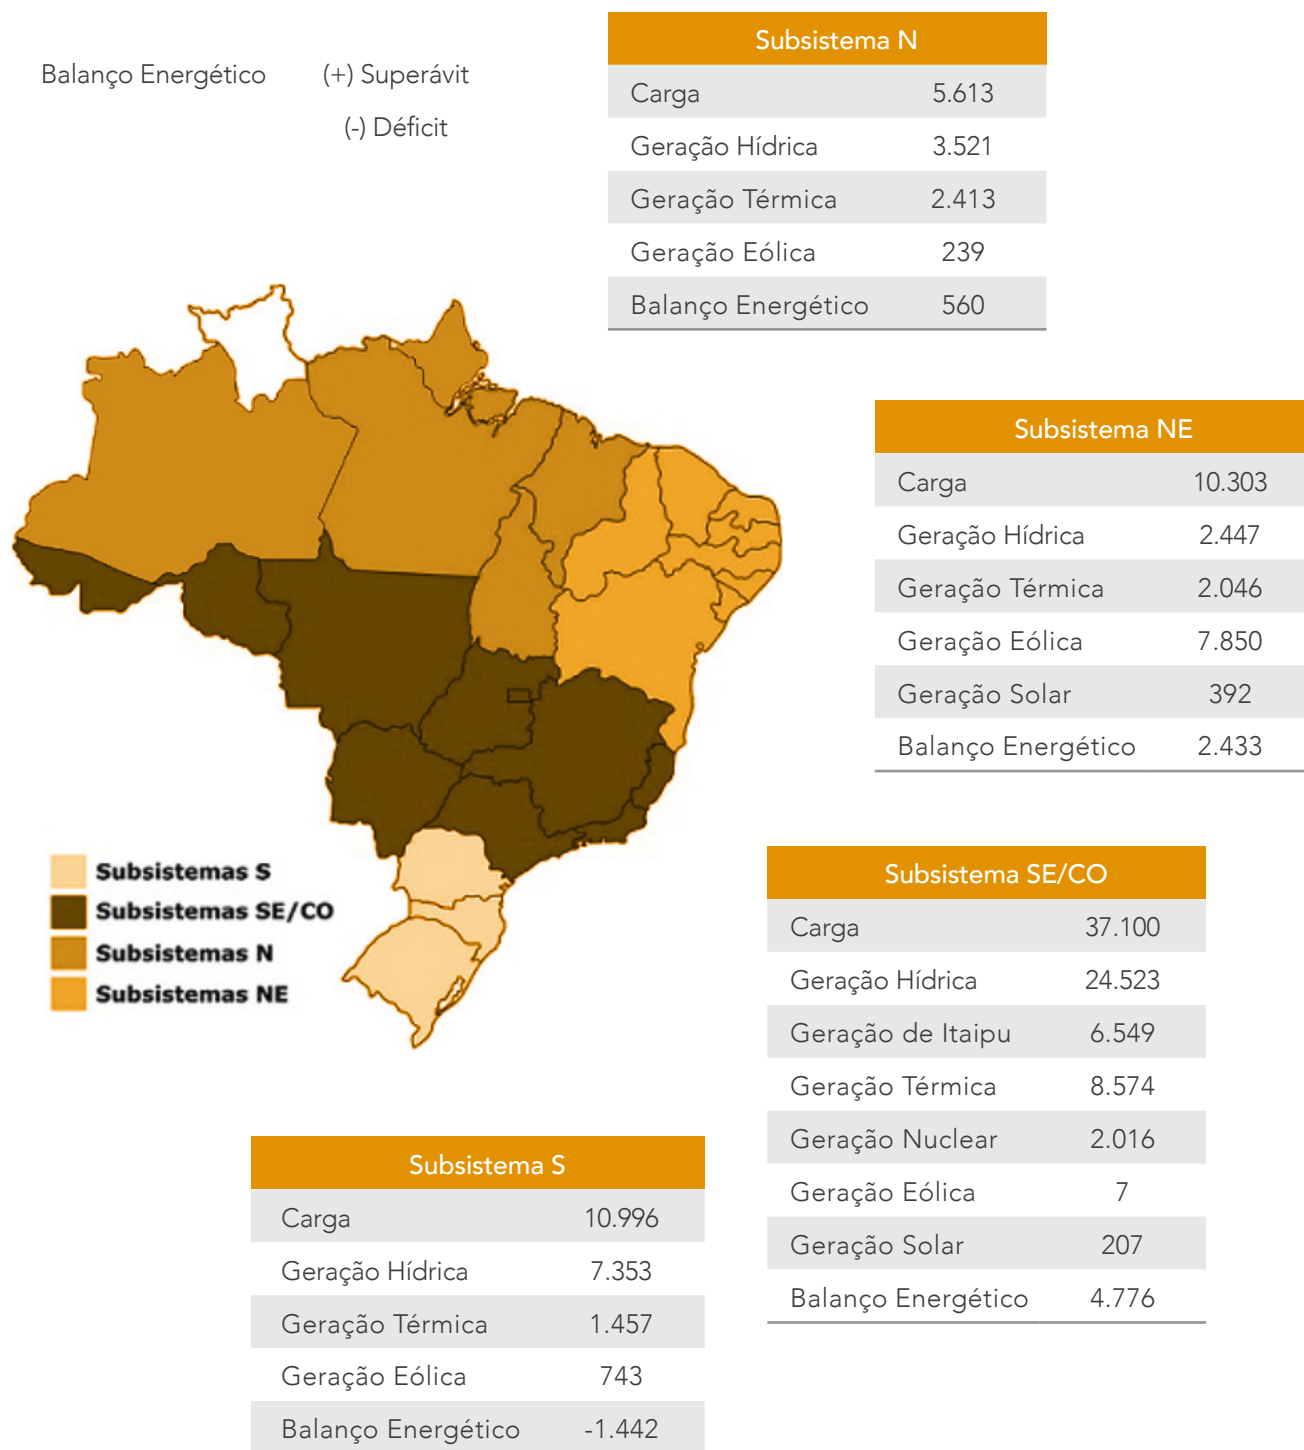 Balanço Energético (+) Superávit
(-) Déficit
Subsistema N
Carga 5.613
Geração Hídrica 3.521
Geração Térmica 2.413
Geração Eólica 239
Balanço Energético 560
Subsistema NE
Carga 10.303
Geração Hídrica 2.447
Geração Térmica 2.046
Geração Eólica 7.850
Geração Solar 392
Balanço Energético 2.433
Subsistemas S
Subsistemas SE/CO
Subsistemas N
Subsistemas NE
Subsistema SE/CO
Carga 37.100
Geração Hídrica 24.523
Geração de Itaipu 6.549
Geração Térmica 8.574
Geração Nuclear 2.016
Geração Eólica 7
Geração Solar 207
Balanço Energético 4.776
Subsistema S
Carga 10.996
Geração Hídrica 7.353
Geração Térmica 1.457
Geração Eólica 743
Balanço Energético -1.442